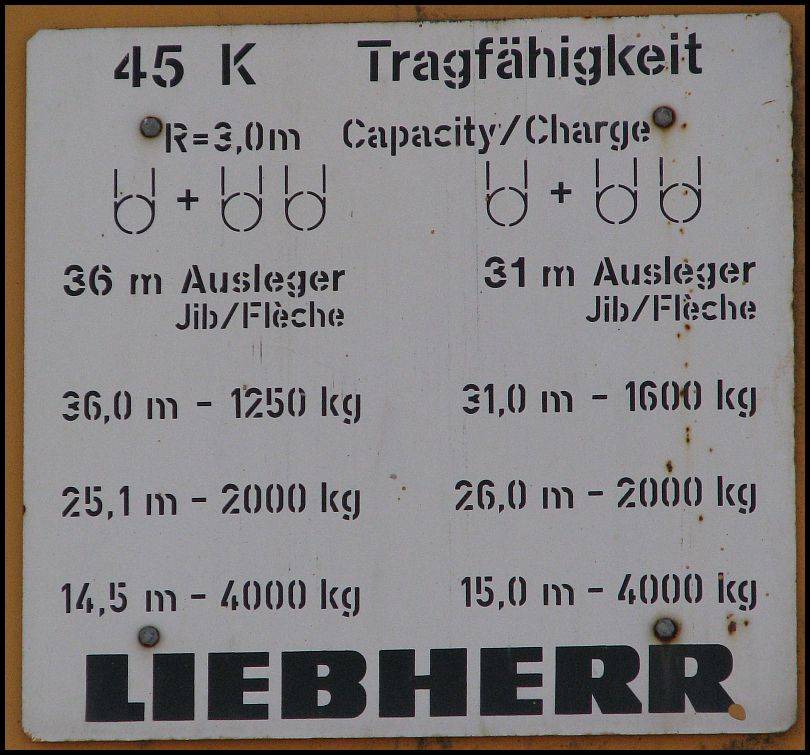 45 K Tragfähigkeit
R=3,0m Capacity/Charge
+ +
36 m Ausleger 31 m Ausleger
Jib/Flèche Jib/Flèche
36,0 m - 1250 kg 31,0 m - 1600 kg
25,1 m - 2000 kg 26,0 m - 2000 kg
14,5 m - 4000 kg 15,0 m - 4000 kg
LIEBHERR